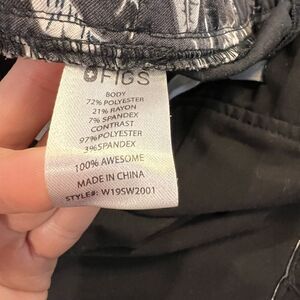 FIGS
BODY
72% POLYESTER
21% RAYON
7% SPANDEX
CONTRAST
97% POLYESTER
3% SPANDEX
100% AWESOME
MADE IN CHINA
STYLE#: W19SW2001